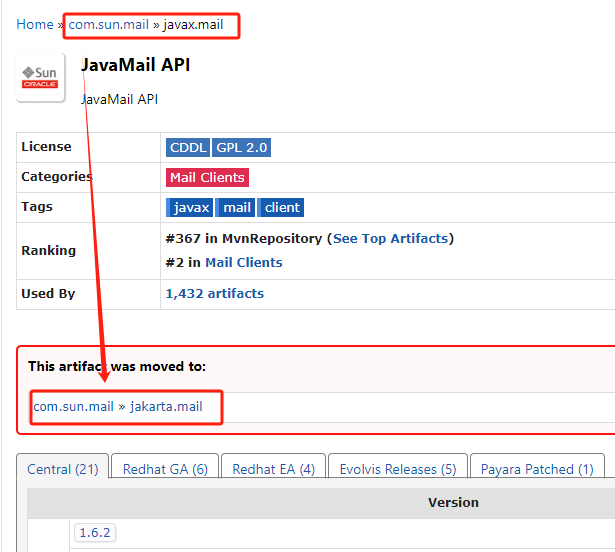 Home » com.sun.mail » javax.mail
Sun
ORACLE
JavaMail API
JavaMail API
License CDDL GPL 2.0
Categories Mail Clients
Tags javax mail client
Ranking #367 in MvnRepository (See Top Artifacts)
#2 in Mail Clients
Used By 1,432 artifacts
This artifact was moved to:
com.sun.mail » jakarta.mail
Central (21) Redhat GA (6) Redhat EA (4) Evolvis Releases (5) Payara Patched (1)
Version
1.6.2